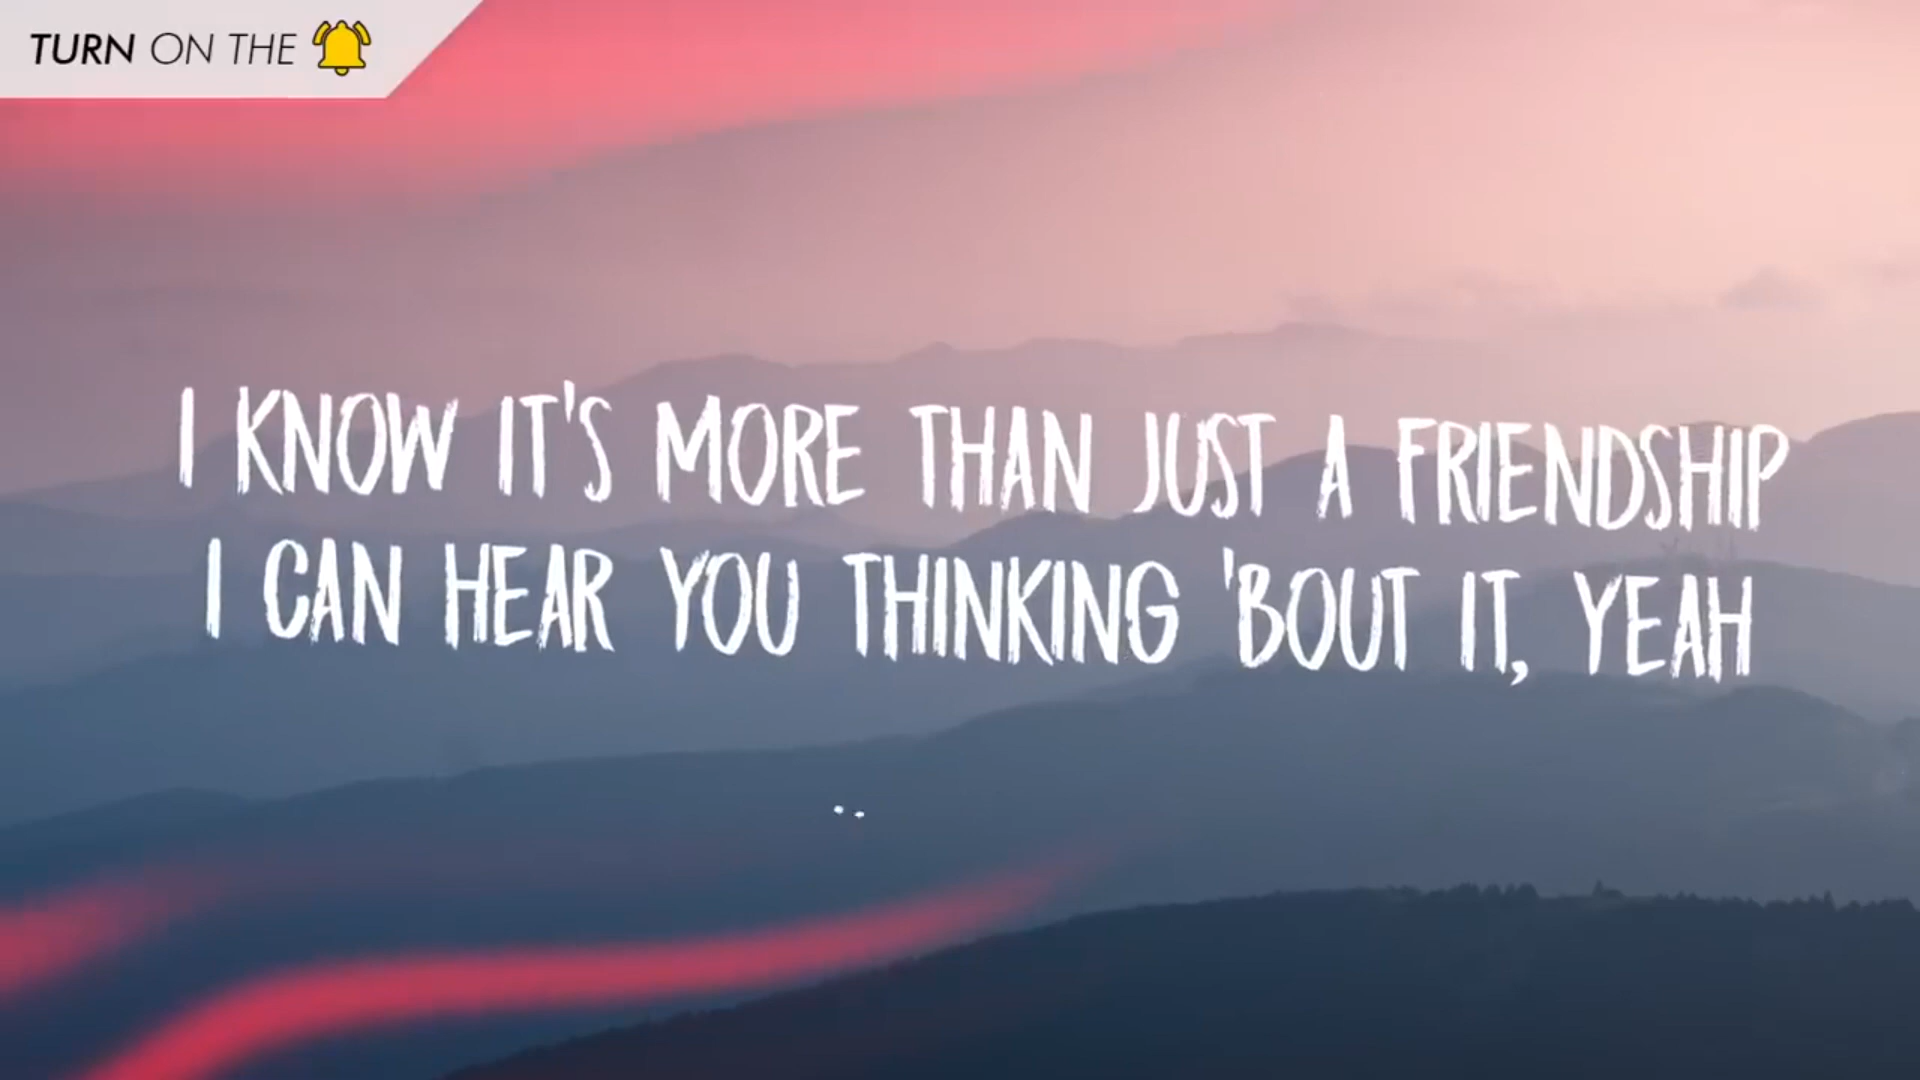 TURN ON THE
I KNOW IT'S MORE THAN JUST A FRIENDSHIP
I CAN HEAR YOU THINKING 'BOUT IT, YEAH